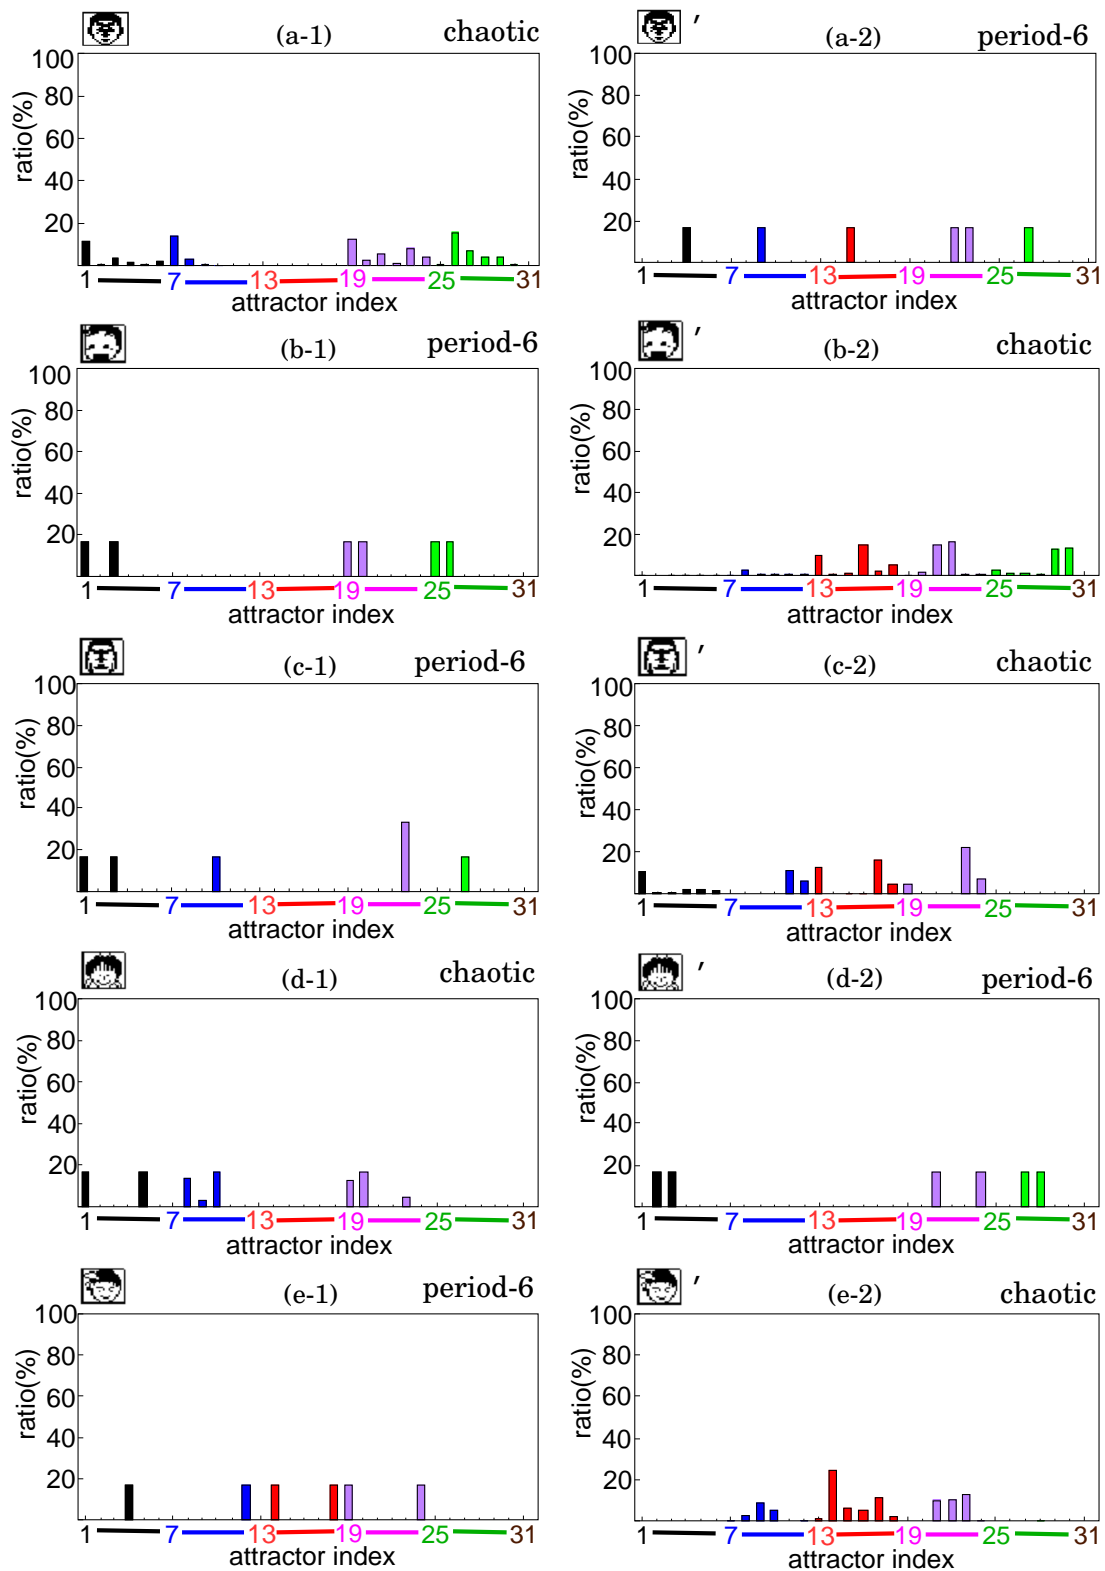 (a-1) chaotic
100
80
60
40
20
ratio(%)
1 7 13 19 25 31
attractor index
′ (a-2) period-6
100
80
60
40
20
ratio(%)
1 7 13 19 25 31
attractor index
(b-1) period-6
100
80
60
40
20
ratio(%)
1 7 13 19 25 31
attractor index
′ (b-2) chaotic
100
80
60
40
20
ratio(%)
1 7 13 19 25 31
attractor index
(c-1) period-6
100
80
60
40
20
ratio(%)
1 7 13 19 25 31
attractor index
′ (c-2) chaotic
100
80
60
40
20
ratio(%)
1 7 13 19 25 31
attractor index
(d-1) chaotic
100
80
60
40
20
ratio(%)
1 7 13 19 25 31
attractor index
′ (d-2) period-6
100
80
60
40
20
ratio(%)
1 7 13 19 25 31
attractor index
(e-1) period-6
100
80
60
40
20
ratio(%)
1 7 13 19 25 31
attractor index
′ (e-2) chaotic
100
80
60
40
20
ratio(%)
1 7 13 19 25 31
attractor index